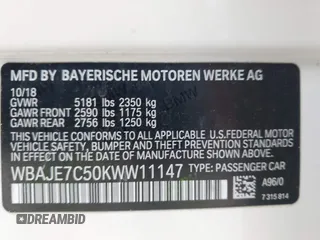 MFD BY BAYERISCHE MOTOREN WERKE AG
10/18
GVWR 5181 lbs 2350 kg
GAWR FRONT 2590 lbs 1175 kg
GAWR REAR 2756 lbs 1250 kg
THIS VEHICLE CONFORMS TO ALL APPLICABLE
U.S. FEDERAL MOTOR VEHICLE SAFETY,
BUMPER AND THEFT PREVENTION STANDARDS
IN EFFECT ON THE DATE OF MANUFACTURE
SHOWN ABOVE.
WBAJE7C50KWW11147 TYPE: PASSENGER CAR
A96/0
7 315 814
DEALERCAR